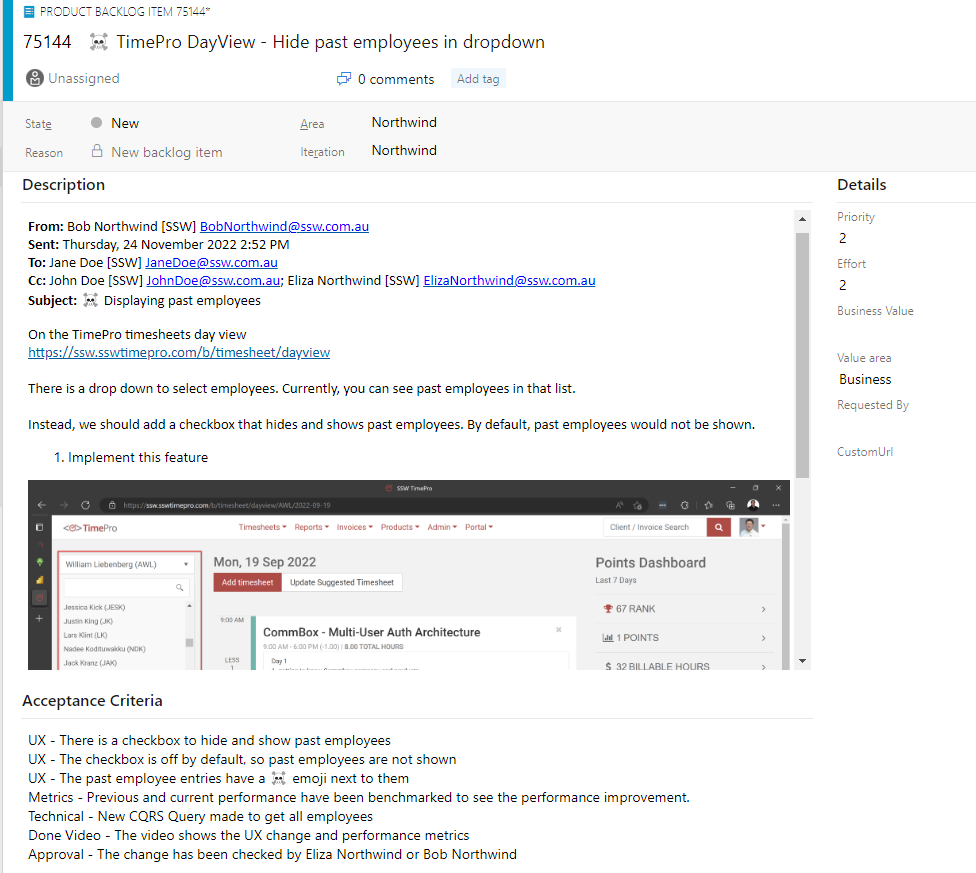 PRODUCT BACKLOG ITEM 75144*
75144 ☠️ TimePro DayView - Hide past employees in dropdown
Unassigned
0 comments
Add tag
State New
Area Northwind
Reason New backlog item
Iteration Northwind
Description
From: Bob Northwind [SSW] BobNorthwind@ssw.com.au
Sent: Thursday, 24 November 2022 2:52 PM
To: Jane Doe [SSW] JaneDoe@ssw.com.au
Cc: John Doe [SSW] JohnDoe@ssw.com.au; Eliza Northwind [SSW] ElizaNorthwind@ssw.com.au
Subject: ☠️ Displaying past employees
On the TimePro timesheets day view
https://ssw.sswtimepro.com/b/timesheet/dayview
There is a drop down to select employees. Currently, you can see past employees in that list.
Instead, we should add a checkbox that hides and shows past employees. By default, past employees would not be shown.
1. Implement this feature
SSW TimePro
https://ssw.sswtimepro.com/b/timesheet/dayview/AWL/2022-09-19
TimePro
Timesheets Reports Invoices Products Admin Portal
Client / Invoice Search
William Liebenberg (AWL)
Jessica Kick (JESK)
Justin King (JK)
Lars Klint (LK)
Nadee Kodituwakku (NDK)
Jack Kranz (JAK)
Mon, 19 Sep 2022
Add timesheet
Update Suggested Timesheet
9:00 AM
LESS
1
CommBox - Multi-User Auth Architecture
9:00 AM - 6:00 PM (-1.00) | 8.00 TOTAL HOURS
Day 1
Points Dashboard
Last 7 Days
67 RANK
1 POINTS
32 BILLABLE HOURS
Details
Priority
2
Effort
2
Business Value
Value area
Business
Requested By
CustomUrl
Acceptance Criteria
UX - There is a checkbox to hide and show past employees
UX - The checkbox is off by default, so past employees are not shown
UX - The past employee entries have a ☠️ emoji next to them
Metrics - Previous and current performance have been benchmarked to see the performance improvement.
Technical - New CQRS Query made to get all employees
Done Video - The video shows the UX change and performance metrics
Approval - The change has been checked by Eliza Northwind or Bob Northwind